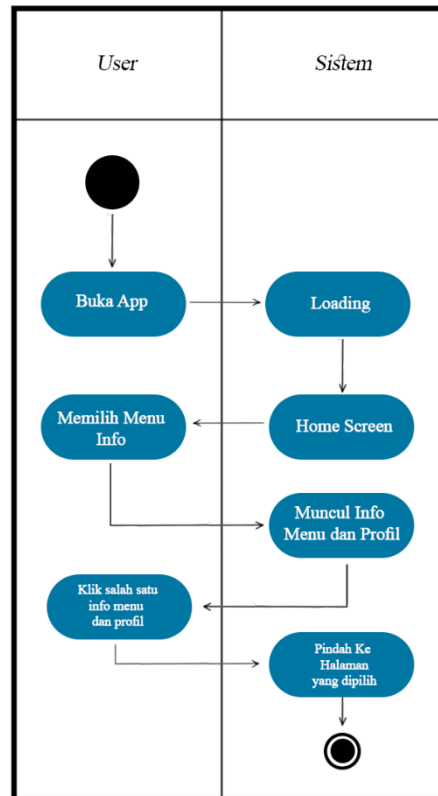 User
Sistem
Buka App
Loading
Memilih Menu
Info
Home Screen
Muncul Info
Menu dan Profil
Klik salah satu
info menu
dan profil
Pindah Ke
Halaman
yang dipilih